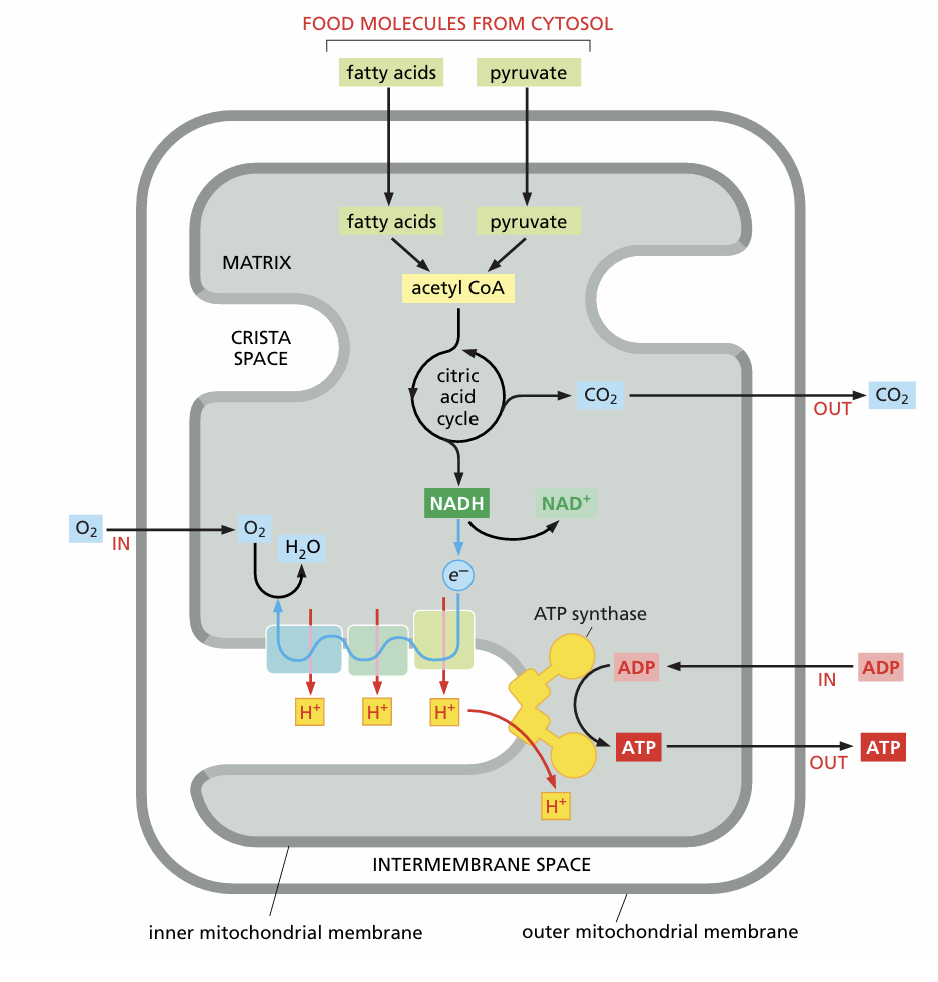 FOOD MOLECULES FROM CYTOSOL
fatty acids
pyruvate
fatty acids
pyruvate
MATRIX
acetyl CoA
CRISTA
SPACE
citric
acid
cycle
CO₂
OUT
CO₂
NADH
NAD⁺
O₂
IN
O₂
H₂O
e⁻
ATP synthase
ADP
IN
ADP
H⁺
H⁺
H⁺
ATP
OUT
ATP
H⁺
INTERMEMBRANE SPACE
inner mitochondrial membrane
outer mitochondrial membrane